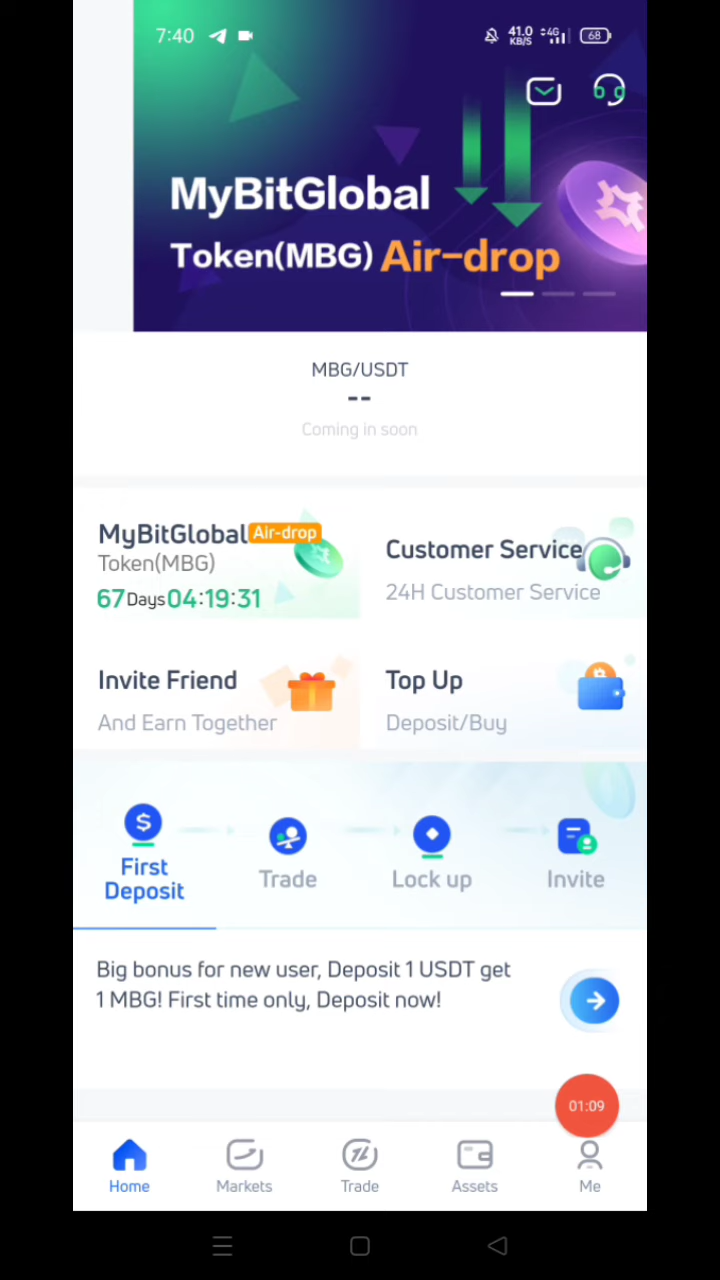 7:40
41.0
KB/S
4G
68
MyBitGlobal
Token(MBG) Air-drop
MBG/USDT
--
Coming in soon
MyBitGlobal Air-drop
Token(MBG)
67 Days 04:19:31
Customer Service
24H Customer Service
Invite Friend
And Earn Together
Top Up
Deposit/Buy
First
Deposit
Trade
Lock up
Invite
Big bonus for new user, Deposit 1 USDT get
1 MBG! First time only, Deposit now!
01:09
Home
Markets
Trade
Assets
Me